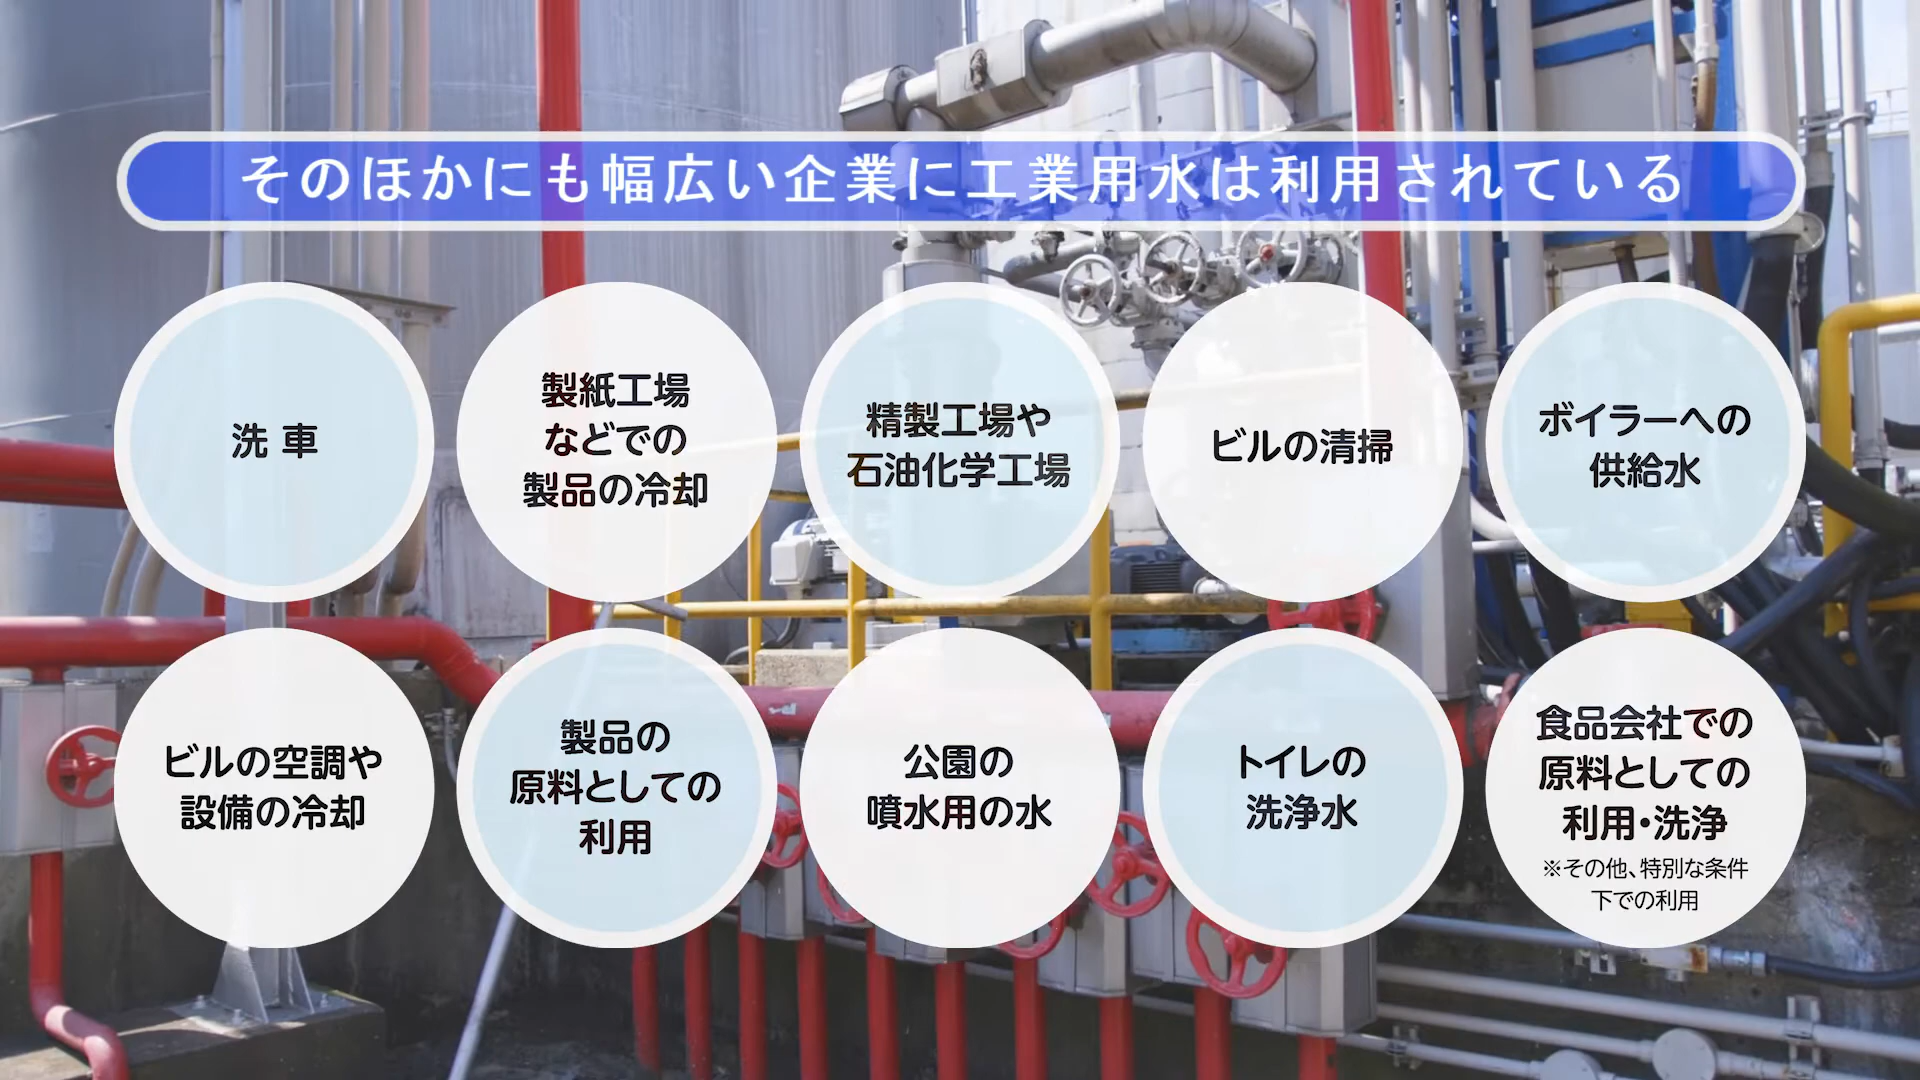 そのほかにも幅広い企業に工業用水は利用されている
洗車
製紙工場
などでの
製品の冷却
精製工場や
石油化学工場
ビルの清掃
ボイラーへの
供給水
ビルの空調や
設備の冷却
製品の
原料としての
利用
公園の
噴水用の水
トイレの
洗浄水
食品会社での
原料としての
利用・洗浄
※その他、特別な条件
下での利用